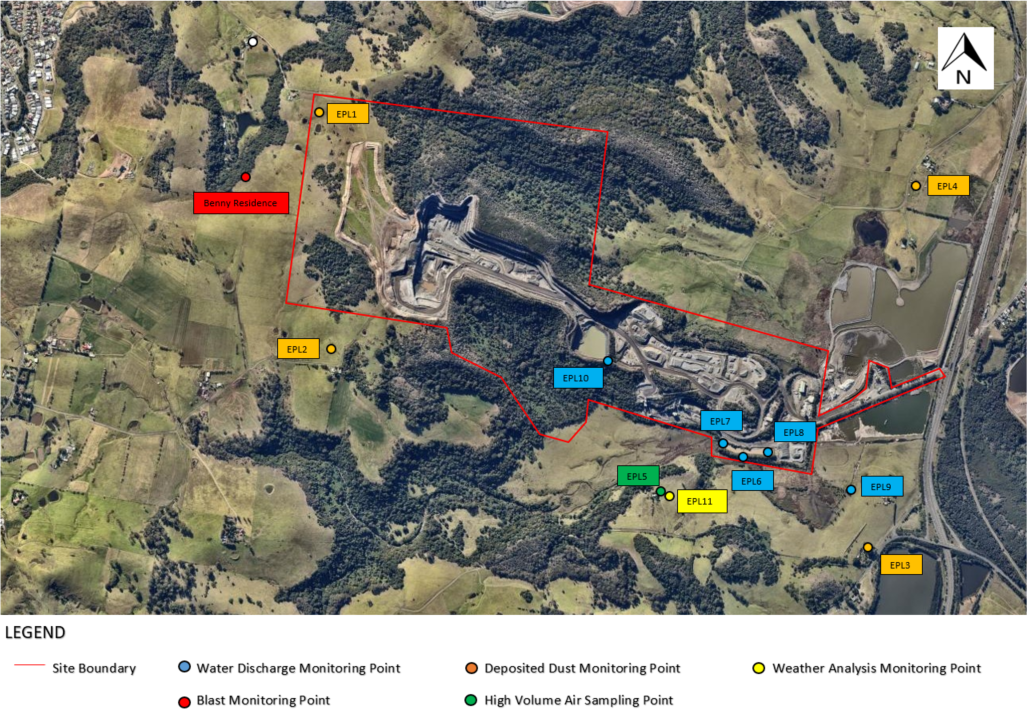 N
EPL1
EPL4
Benny Residence
EPL2
EPL10
EPL7
EPL8
EPL5
EPL6
EPL9
EPL11
EPL3
LEGEND
Site Boundary
Water Discharge Monitoring Point
Deposited Dust Monitoring Point
Weather Analysis Monitoring Point
Blast Monitoring Point
High Volume Air Sampling Point